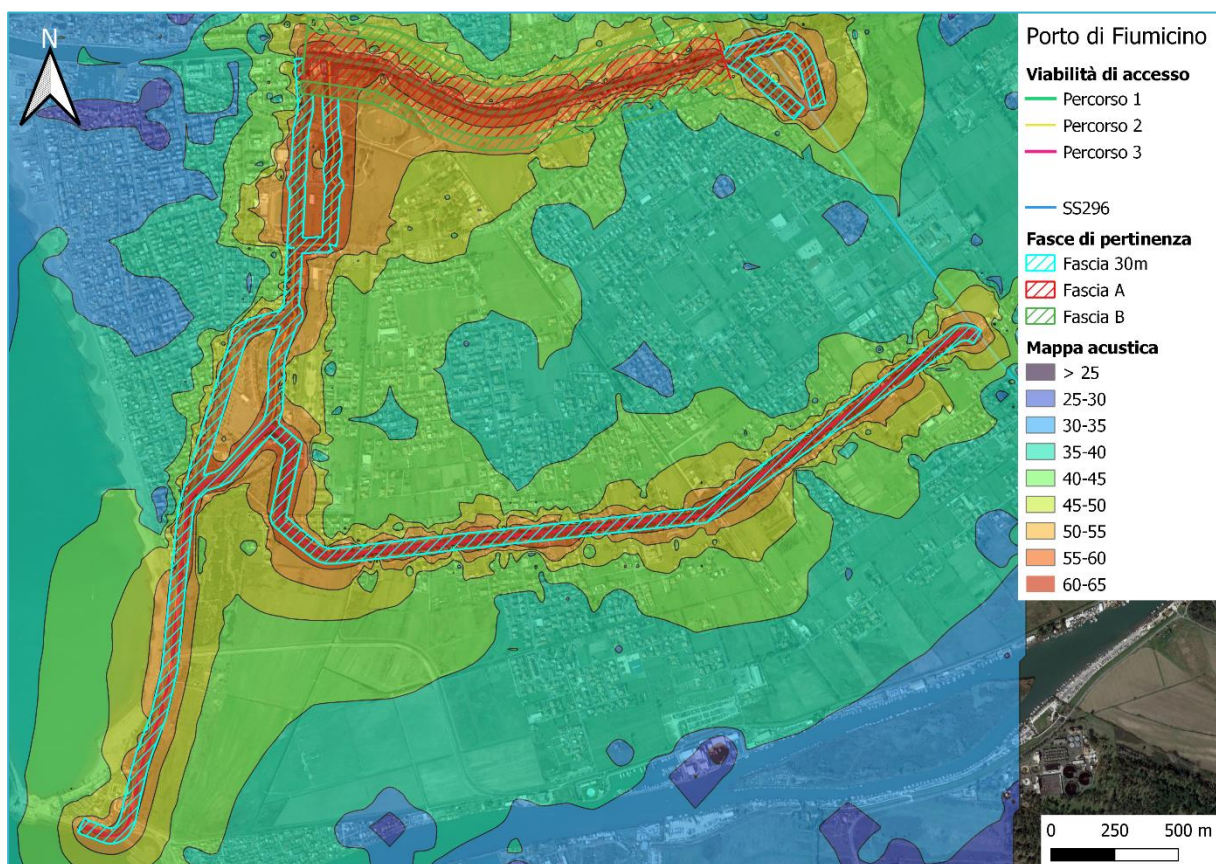 N
Porto di Fiumicino
Viabilità di accesso
Percorso 1
Percorso 2
Percorso 3
SS296
Fasce di pertinenza
Fascia 30m
Fascia A
Fascia B
Mappa acustica
> 25
25-30
30-35
35-40
40-45
45-50
50-55
55-60
60-65
0 250 500 m